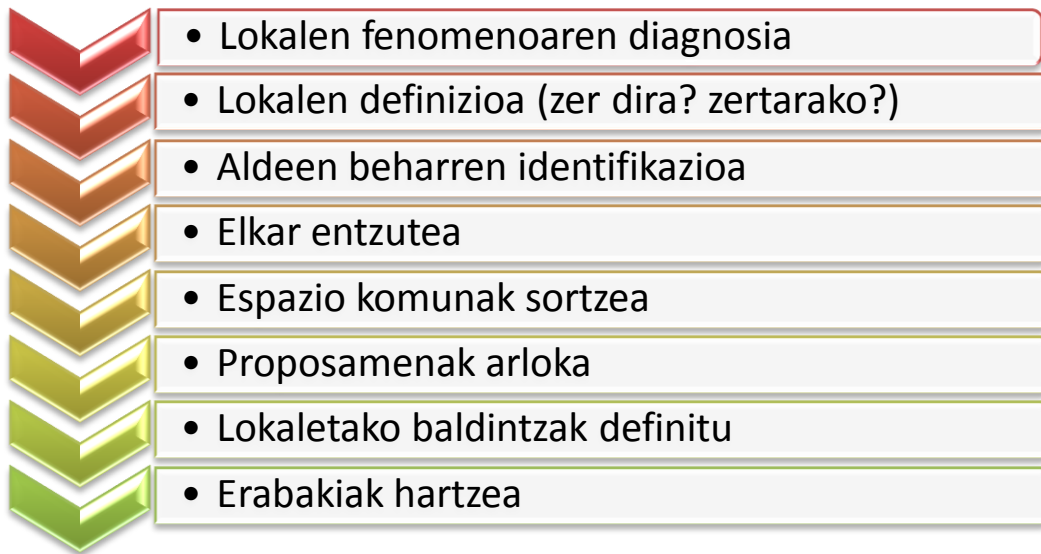 • Lokalen fenomenoaren diagnosia
• Lokalen definizioa (zer dira? zertarako?)
• Aldeen beharren identifikazioa
• Elkar entzutea
• Espazio komunak sortzea
• Proposamenak arloka
• Lokaletako baldintzak definitu
• Erabakiak hartzea